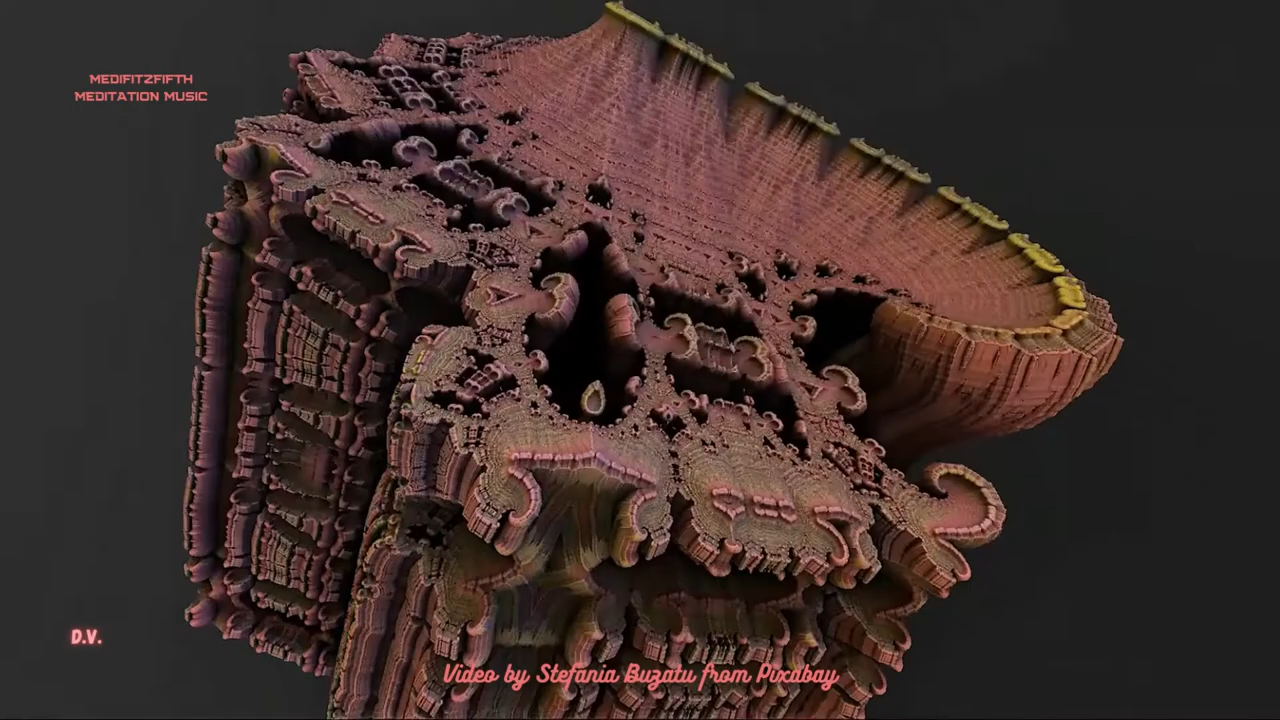 MEDIFITZFIFTH
MEDITATION MUSIC
D.V.
Video by Stefania Buzatu from Pixabay